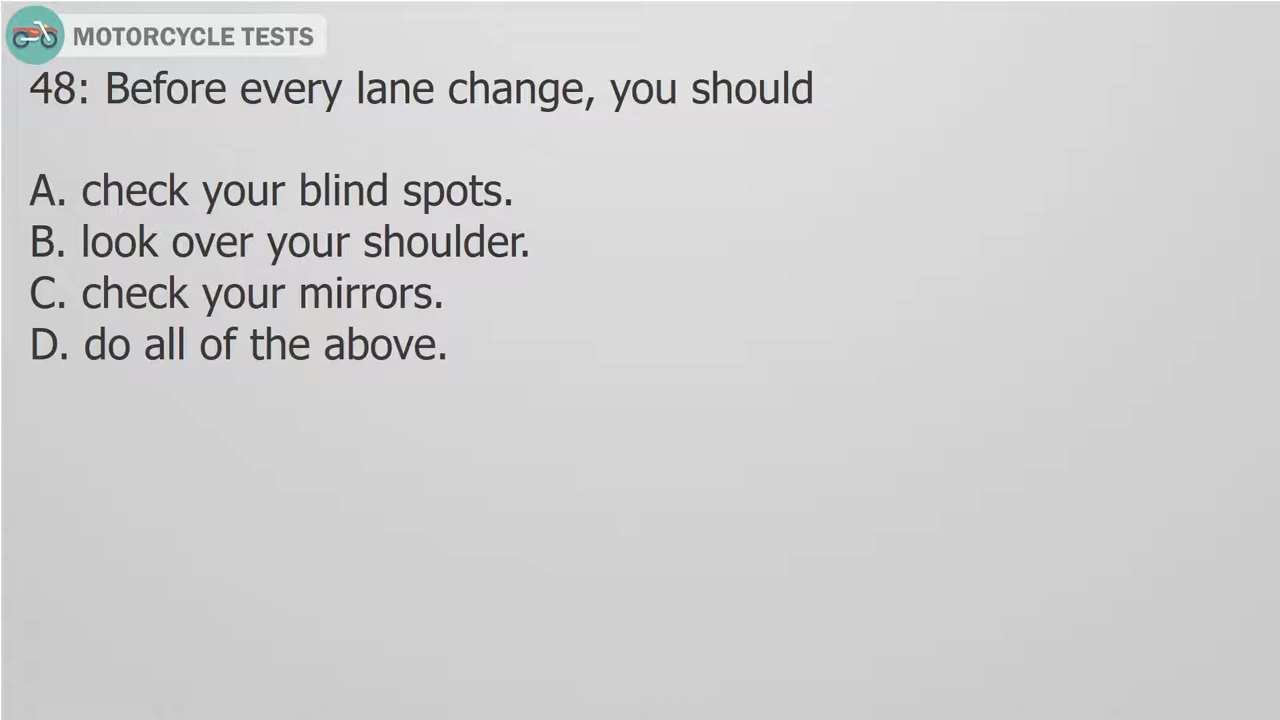 MOTORCYCLE TESTS
48: Before every lane change, you should
A. check your blind spots.
B. look over your shoulder.
C. check your mirrors.
D. do all of the above.